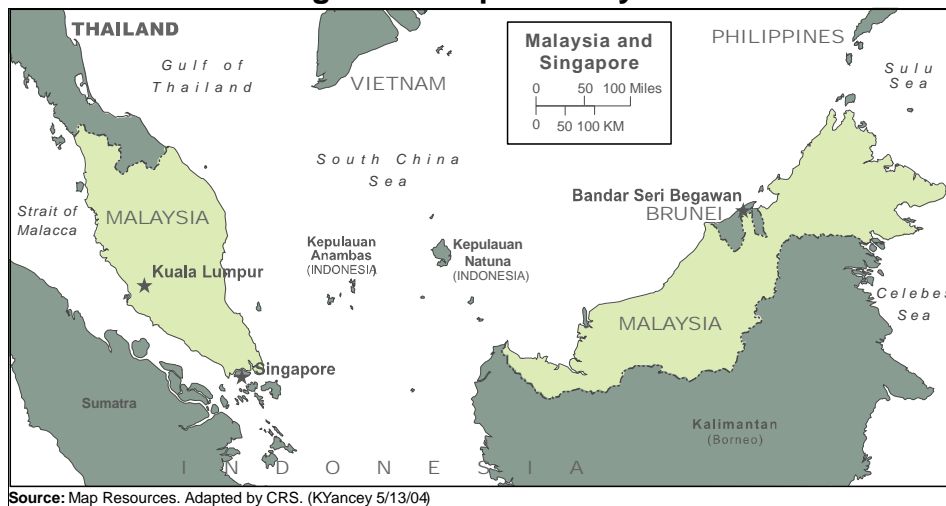 THAILAND
Gulf of
Thailand
VIETNAM
Malaysia and
Singapore
0 50 100 Miles
0 50 100 KM
PHILIPPINES
Sulu
Sea
South China
Sea
Strait of
Malacca
MALAYSIA
Kuala Lumpur
Kepulauan
Anambas
(INDONESIA)
Kepulauan
Natuna
(INDONESIA)
Bandar Seri Begawan
BRUNEI
MALAYSIA
Celebes
Sea
Singapore
Sumatra
Kalimantan
(Borneo)
INDONESIA
Source: Map Resources. Adapted by CRS. (KYancey 5/13/04)